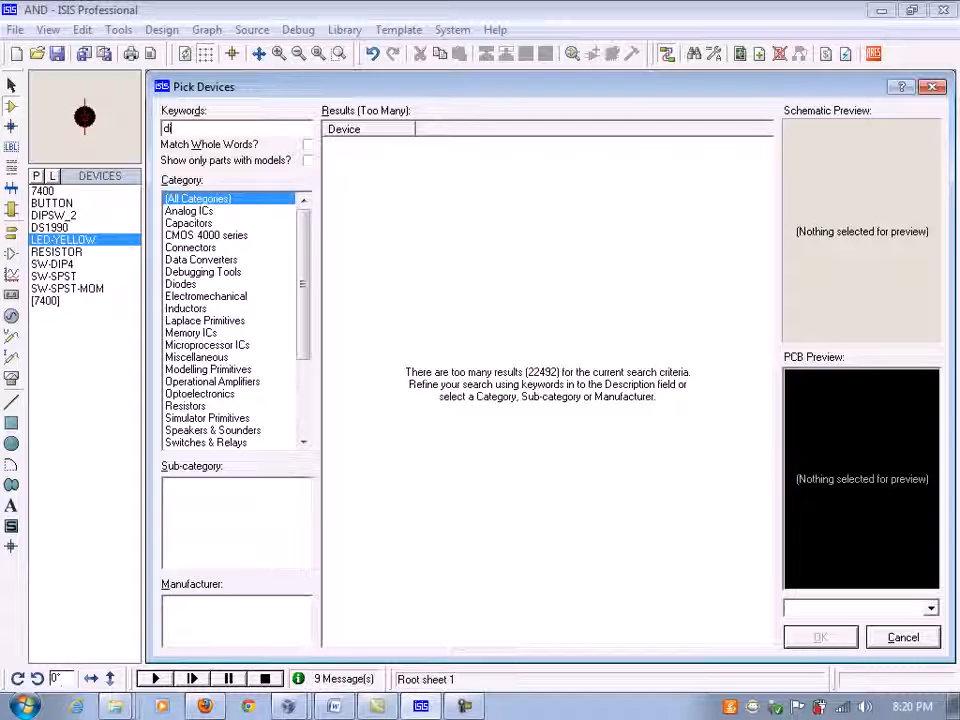 AND - ISIS Professional
File View Edit Tools Design Graph Source Debug Library Template System Help
Pick Devices
Keywords:
di
Match Whole Words?
Show only parts with models?
Category:
(All Categories)
Analog ICs
Capacitors
CMOS 4000 series
Connectors
Data Converters
Debugging Tools
Diodes
Electromechanical
Inductors
Laplace Primitives
Memory ICs
Microprocessor ICs
Miscellaneous
Modelling Primitives
Operational Amplifiers
Optoelectronics
Resistors
Simulator Primitives
Speakers & Sounders
Switches & Relays
Sub-category:
Manufacturer:
Results (Too Many):
Device
There are too many results (22492) for the current search criteria.
Refine your search using keywords in to the Description field or
select a Category, Sub-category or Manufacturer.
Schematic Preview:
(Nothing selected for preview)
PCB Preview:
(Nothing selected for preview)
OK
Cancel
P L DEVICES
7400
BUTTON
DIPSW_2
DS1990
LED-YELLOW
RESISTOR
SW-DIP4
SW-SPST
SW-SPST-MOM
[7400]
LBL
A
S
0°
9 Message(s)
Root sheet 1
8:20 PM